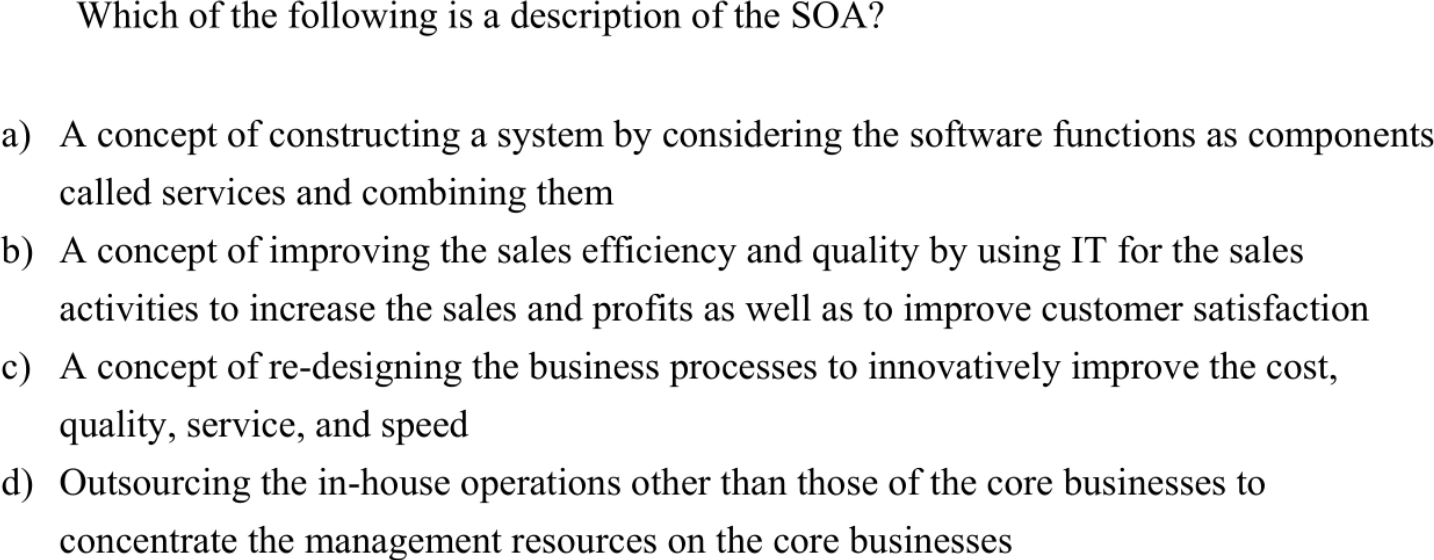 Which of the following is a description of the SOA?
a) A concept of constructing a system by considering the software functions as components
called services and combining them
b) A concept of improving the sales efficiency and quality by using IT for the sales
activities to increase the sales and profits as well as to improve customer satisfaction
c) A concept of re-designing the business processes to innovatively improve the cost,
quality, service, and speed
d) Outsourcing the in-house operations other than those of the core businesses to
concentrate the management resources on the core businesses